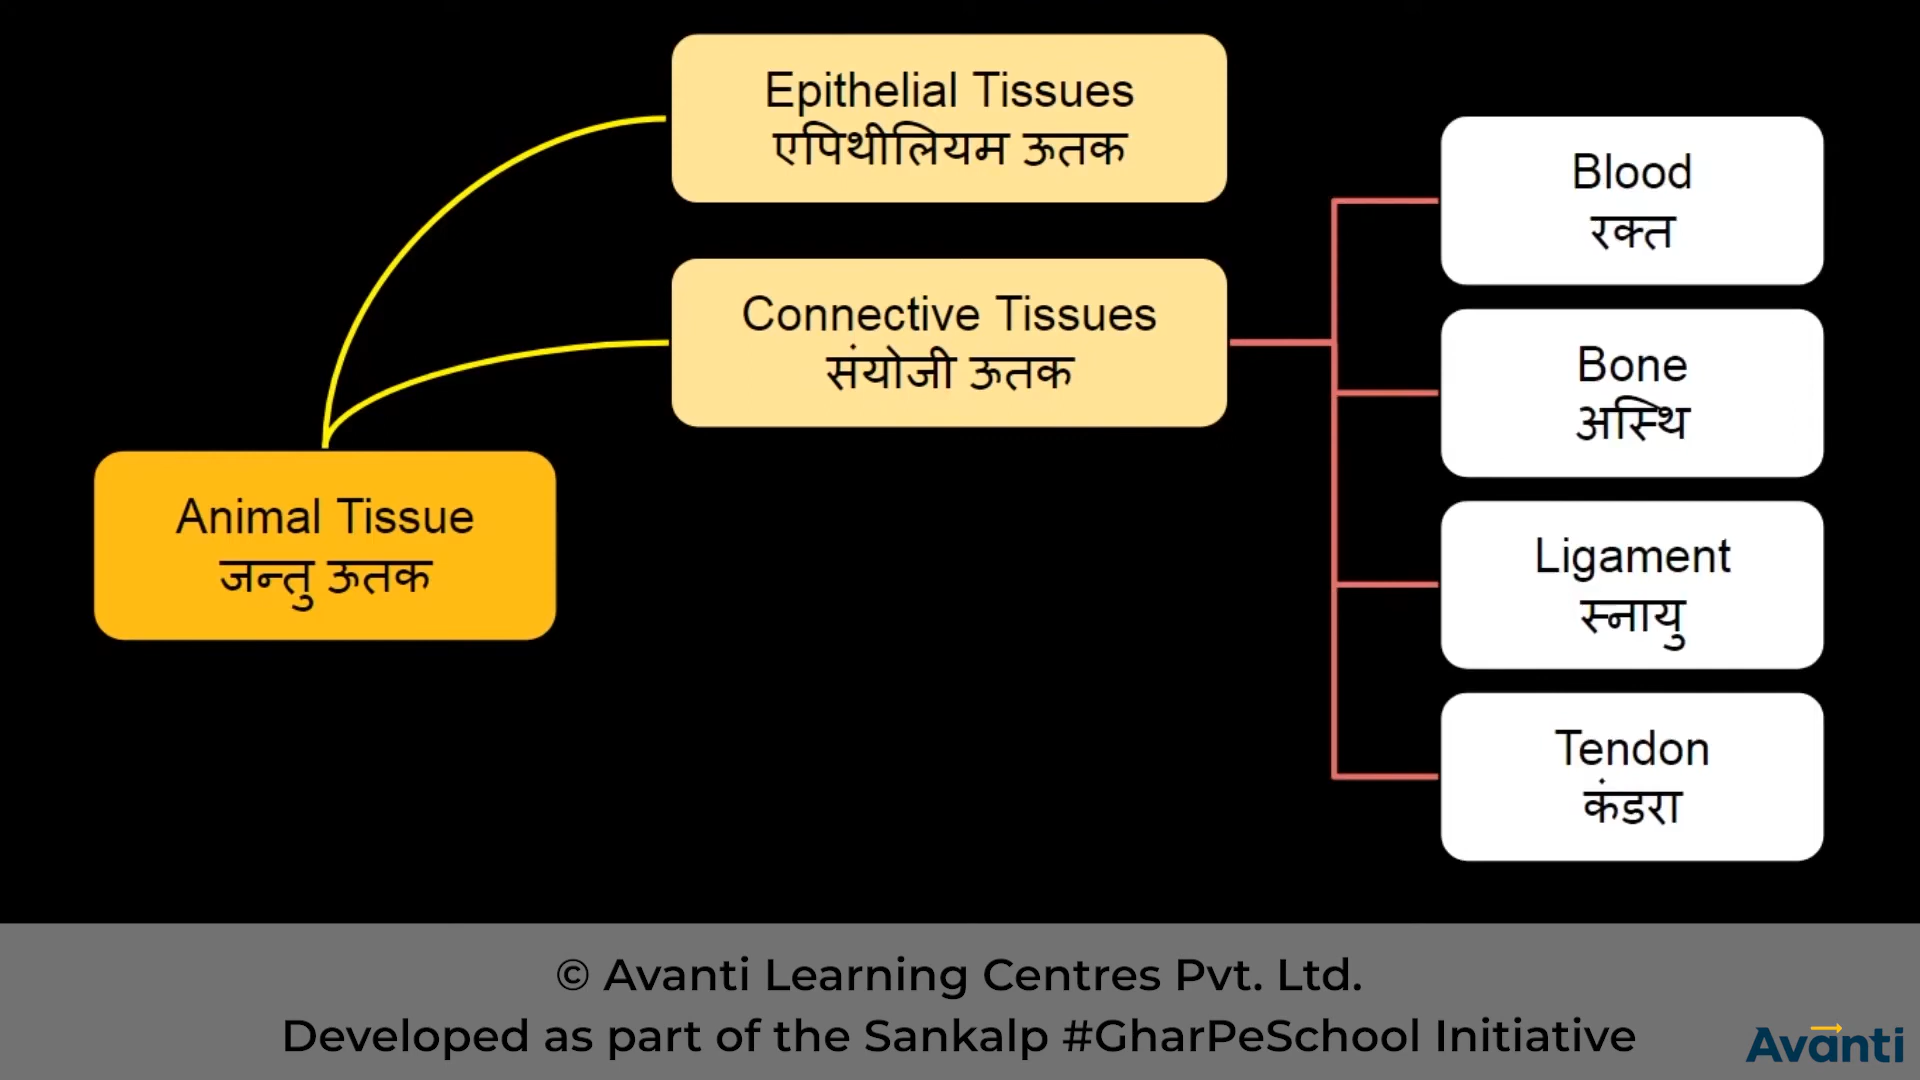 Epithelial Tissues
एपिथीलियम ऊतक
Connective Tissues
संयोजी ऊतक
Animal Tissue
जन्तु ऊतक
Blood
रक्त
Bone
अस्थि
Ligament
स्नायु
Tendon
कंडरा
© Avanti Learning Centres Pvt. Ltd.
Developed as part of the Sankalp #GharPeSchool Initiative
Avanti